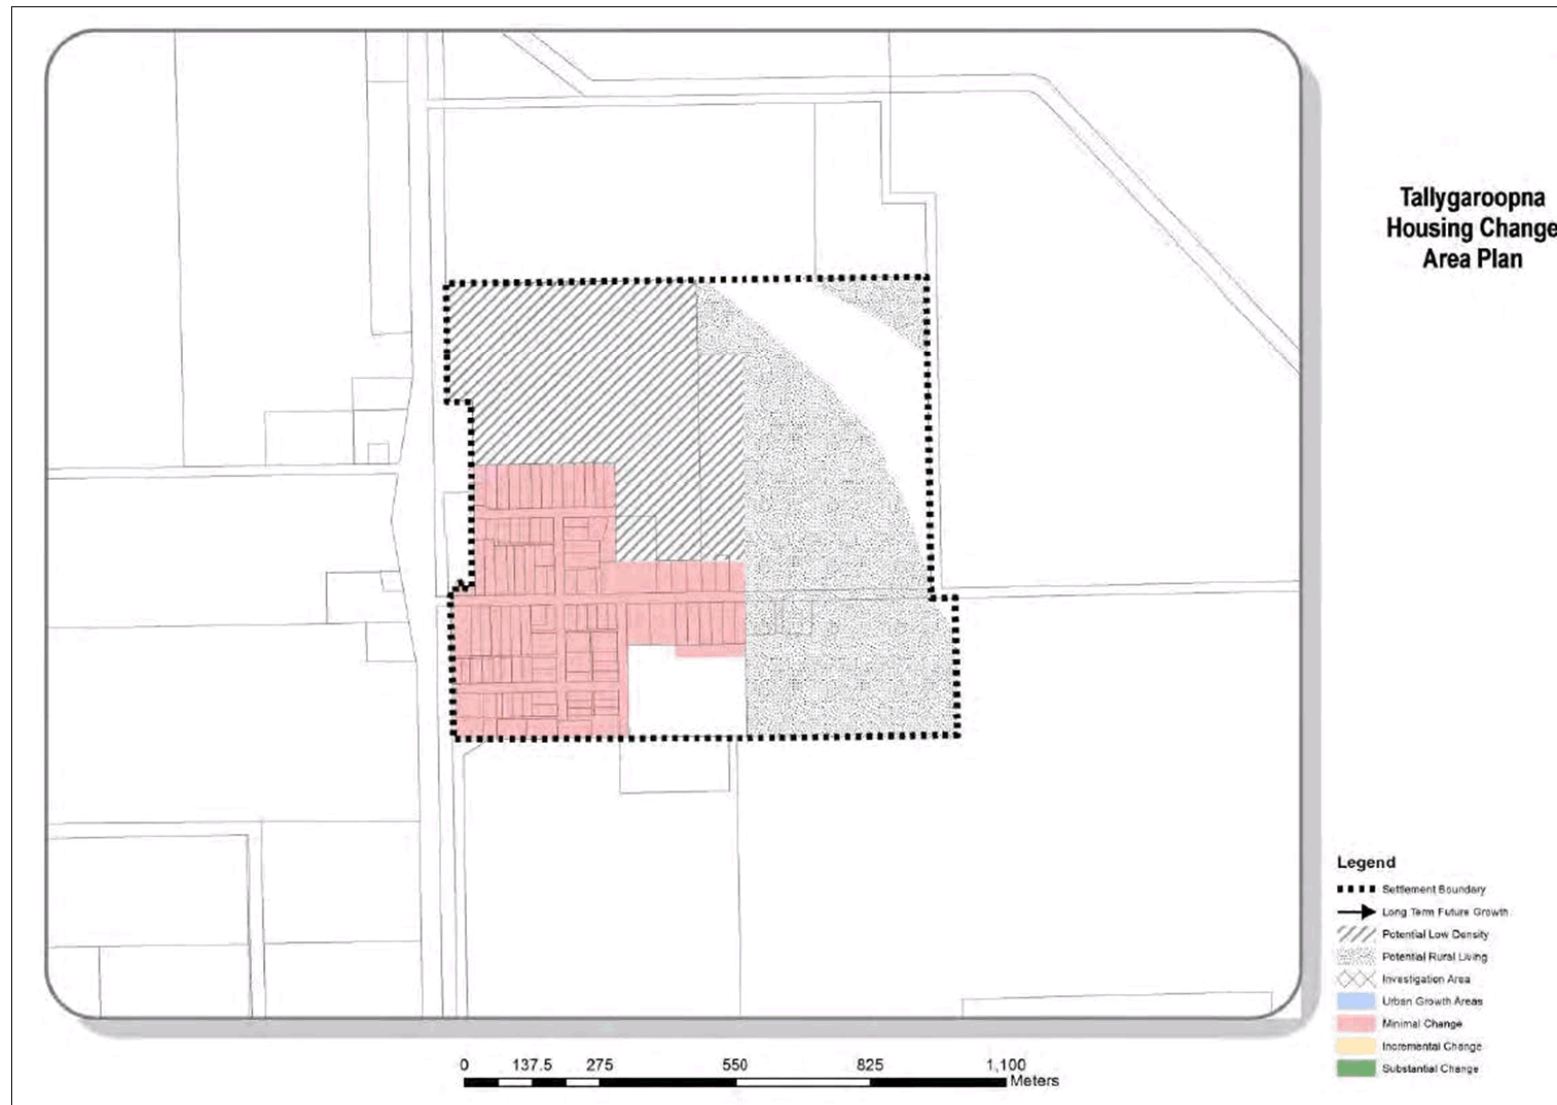 Tallygaroopna
Housing Change
Area Plan
Legend
Settlement Boundary
Long Term Future Growth
Potential Low Density
Potential Rural Living
Investigation Area
Urban Growth Areas
Minimal Change
Incremental Change
Substantial Change
0 137.5 275 550 825 1,100
Meters